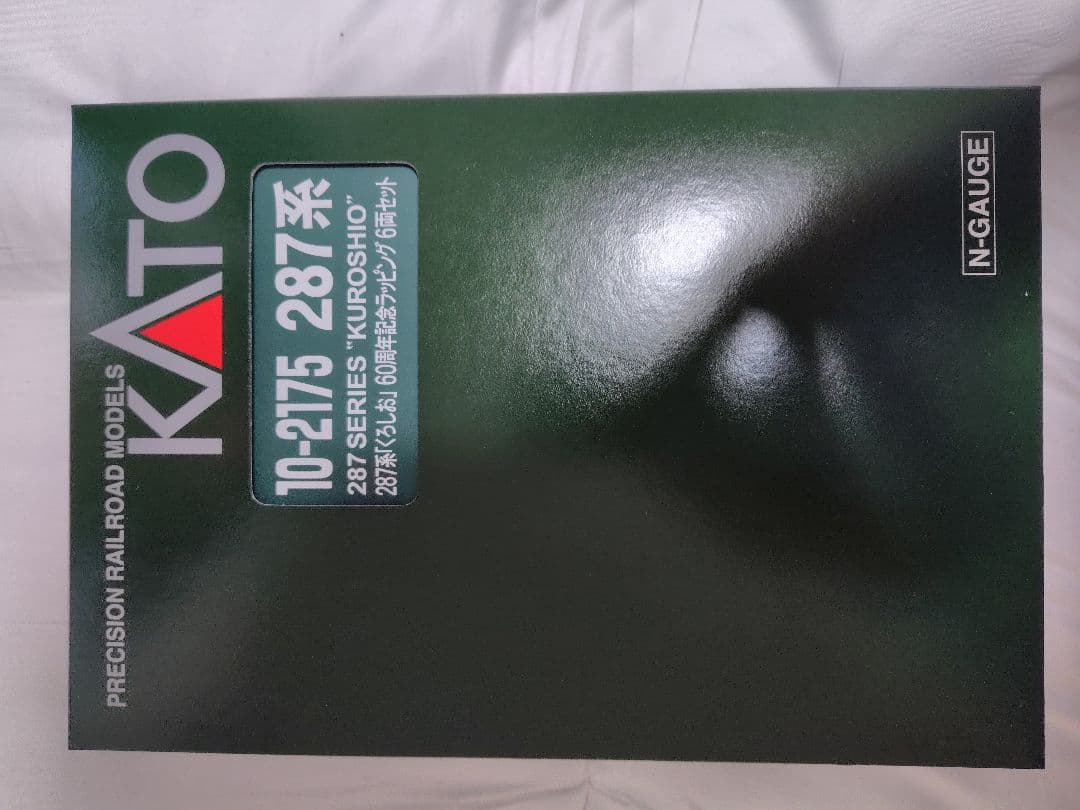 PRECISION RAILROAD MODELS
KATO
10-2175 287系
287 SERIES "KUROSHIO"
287系「くろしお」60周年記念ラッピング 6両セット
N-GAUGE